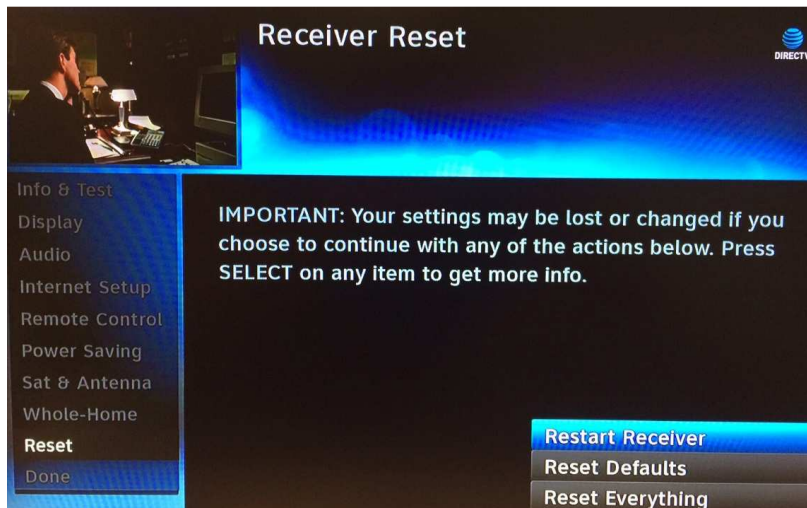 Receiver Reset
DIRECTV
Info & Test
Display
Audio
Internet Setup
Remote Control
Power Saving
Sat & Antenna
Whole-Home
Reset
Done
IMPORTANT: Your settings may be lost or changed if you
choose to continue with any of the actions below. Press
SELECT on any item to get more info.
Restart Receiver
Reset Defaults
Reset Everything